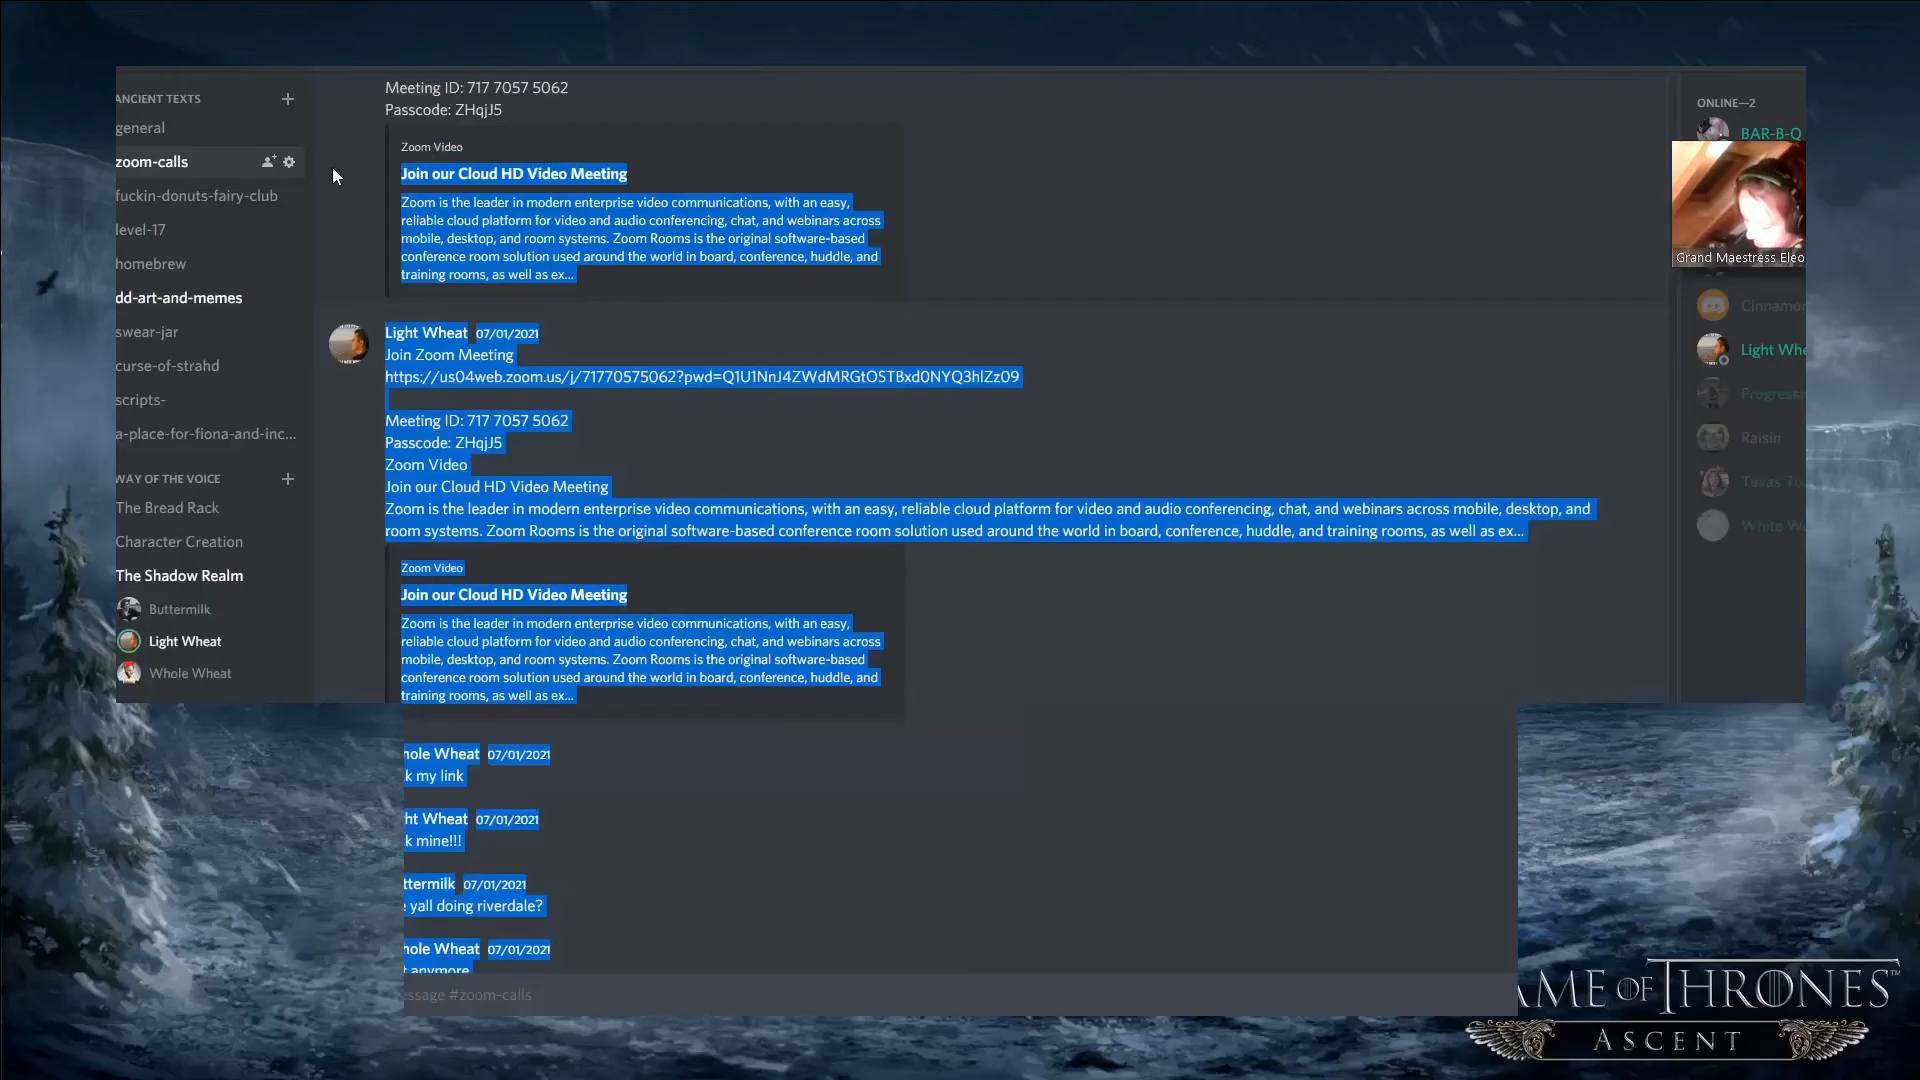 ANCIENT TEXTS
general
zoom-calls
fuckin-donuts-fairy-club
level-17
homebrew
dd-art-and-memes
swear-jar
curse-of-strahd
scripts-
a-place-for-fiona-and-inc...
WAY OF THE VOICE
The Bread Rack
Character Creation
The Shadow Realm
Buttermilk
Light Wheat
Whole Wheat
Meeting ID: 717 7057 5062
Passcode: ZHqjJ5
Zoom Video
Join our Cloud HD Video Meeting
Zoom is the leader in modern enterprise video communications, with an easy,
reliable cloud platform for video and audio conferencing, chat, and webinars across
mobile, desktop, and room systems. Zoom Rooms is the original software-based
conference room solution used around the world in board, conference, huddle, and
training rooms, as well as ex...
Light Wheat 07/01/2021
Join Zoom Meeting
https://us04web.zoom.us/j/71770575062?pwd=Q1U1NnJ4ZWdMRGtOSTBxd0NYQ3hlZz09
Meeting ID: 717 7057 5062
Passcode: ZHqjJ5
Zoom Video
Join our Cloud HD Video Meeting
Zoom is the leader in modern enterprise video communications, with an easy, reliable cloud platform for video and audio conferencing, chat, and webinars across mobile, desktop, and
room systems. Zoom Rooms is the original software-based conference room solution used around the world in board, conference, huddle, and training rooms, as well as ex...
Zoom Video
Join our Cloud HD Video Meeting
Zoom is the leader in modern enterprise video communications, with an easy,
reliable cloud platform for video and audio conferencing, chat, and webinars across
mobile, desktop, and room systems. Zoom Rooms is the original software-based
conference room solution used around the world in board, conference, huddle, and
training rooms, as well as ex...
hole Wheat 07/01/2021
k my link
ht Wheat 07/01/2021
k mine!!!
ttermilk 07/01/2021
yall doing riverdale?
hole Wheat 07/01/2021
t anymore
essage #zoom-calls
ONLINE—2
BAR-B-Q
Grand Maestress Eleo
Cinnamon
Light Whe
Progress
Raisin
Texas To
White W
AME OF THRONES™
ASCENT